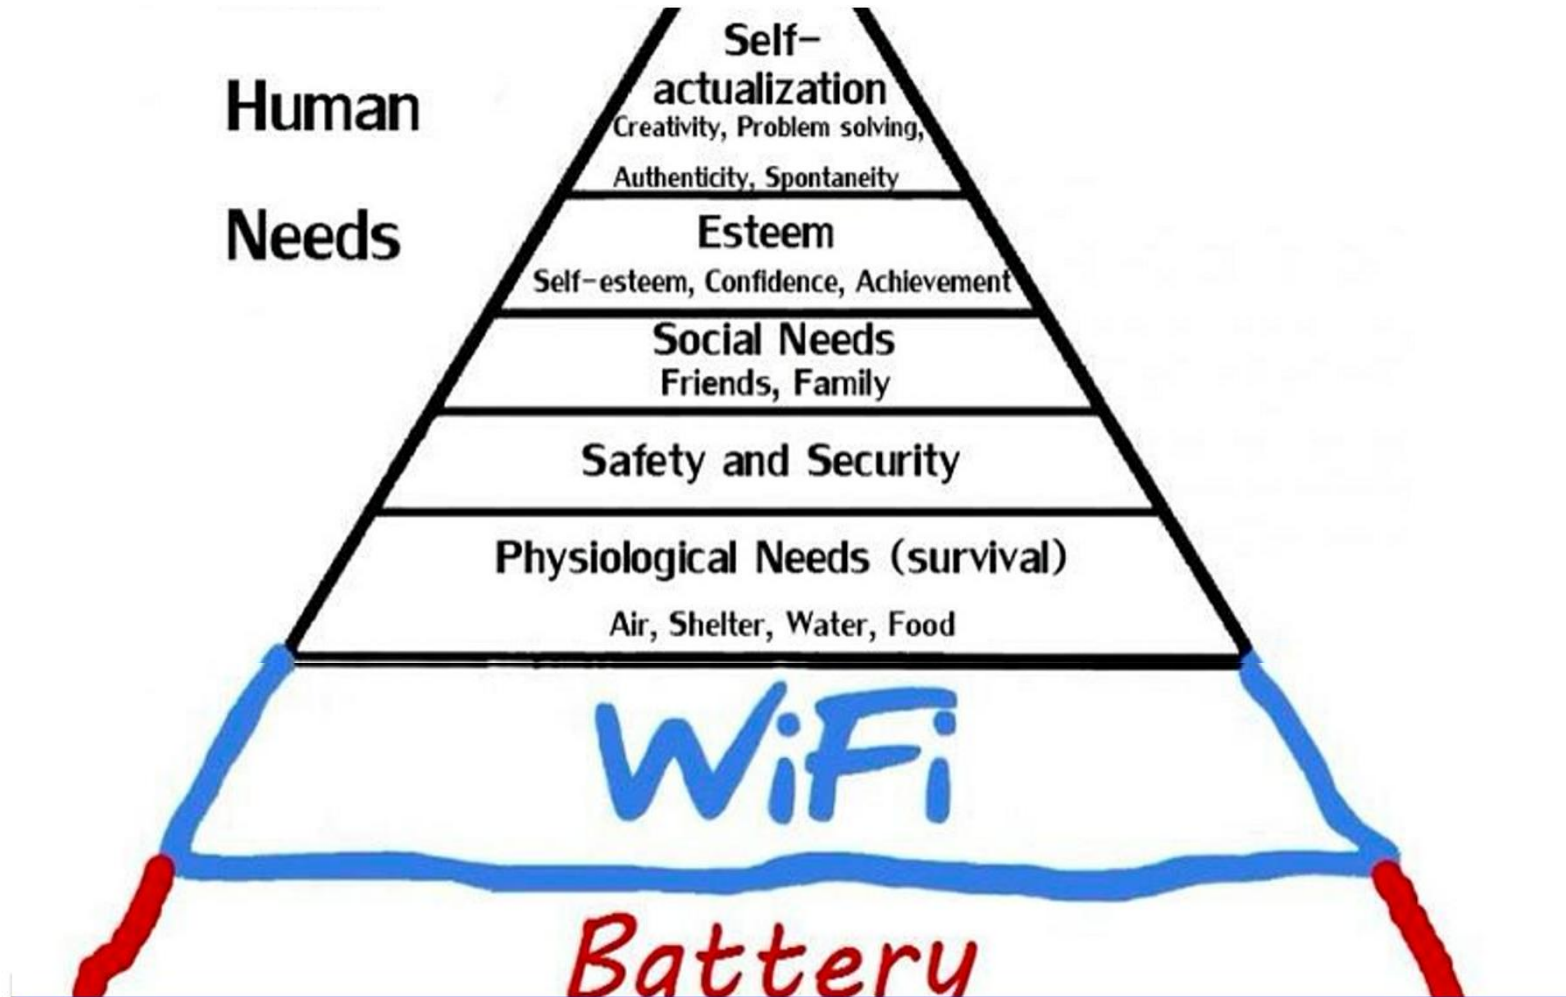 Human
Needs
Self-
actualization
Creativity, Problem solving,
Authenticity, Spontaneity
Esteem
Self-esteem, Confidence, Achievement
Social Needs
Friends, Family
Safety and Security
Physiological Needs (survival)
Air, Shelter, Water, Food
WiFi
Battery